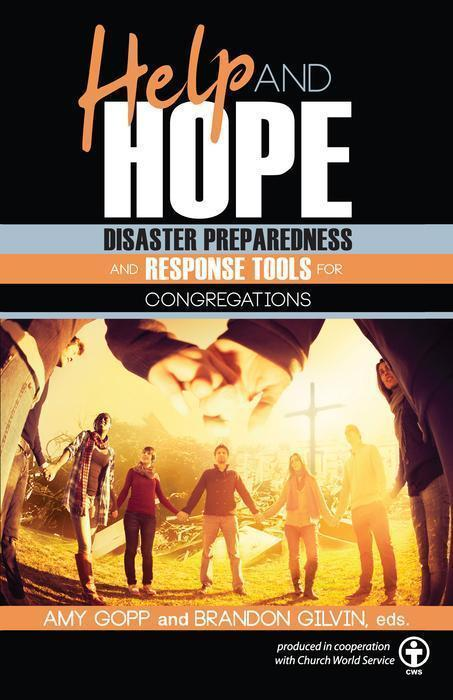 Help AND
HOPE
DISASTER PREPAREDNESS
AND RESPONSE TOOLS FOR
CONGREGATIONS
AMY GOPP and BRANDON GILVIN, eds.
produced in cooperation
with Church World Service
CWS